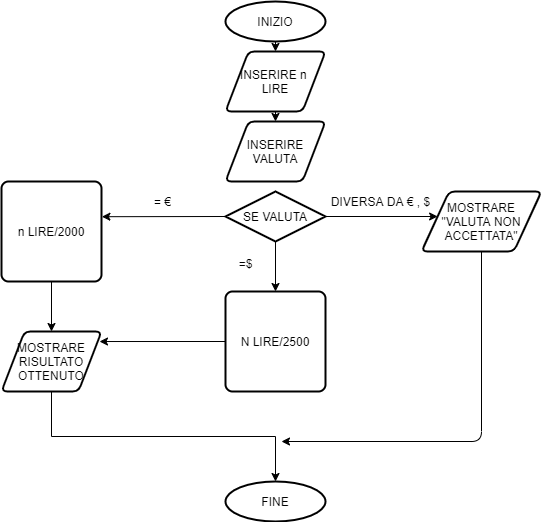 INIZIO
INSERIRE n
LIRE
INSERIRE
VALUTA
= €
DIVERSA DA € , $
SE VALUTA
MOSTRARE
"VALUTA NON
ACCETTATA"
n LIRE/2000
=$
N LIRE/2500
MOSTRARE
RISULTATO
OTTENUTO
FINE